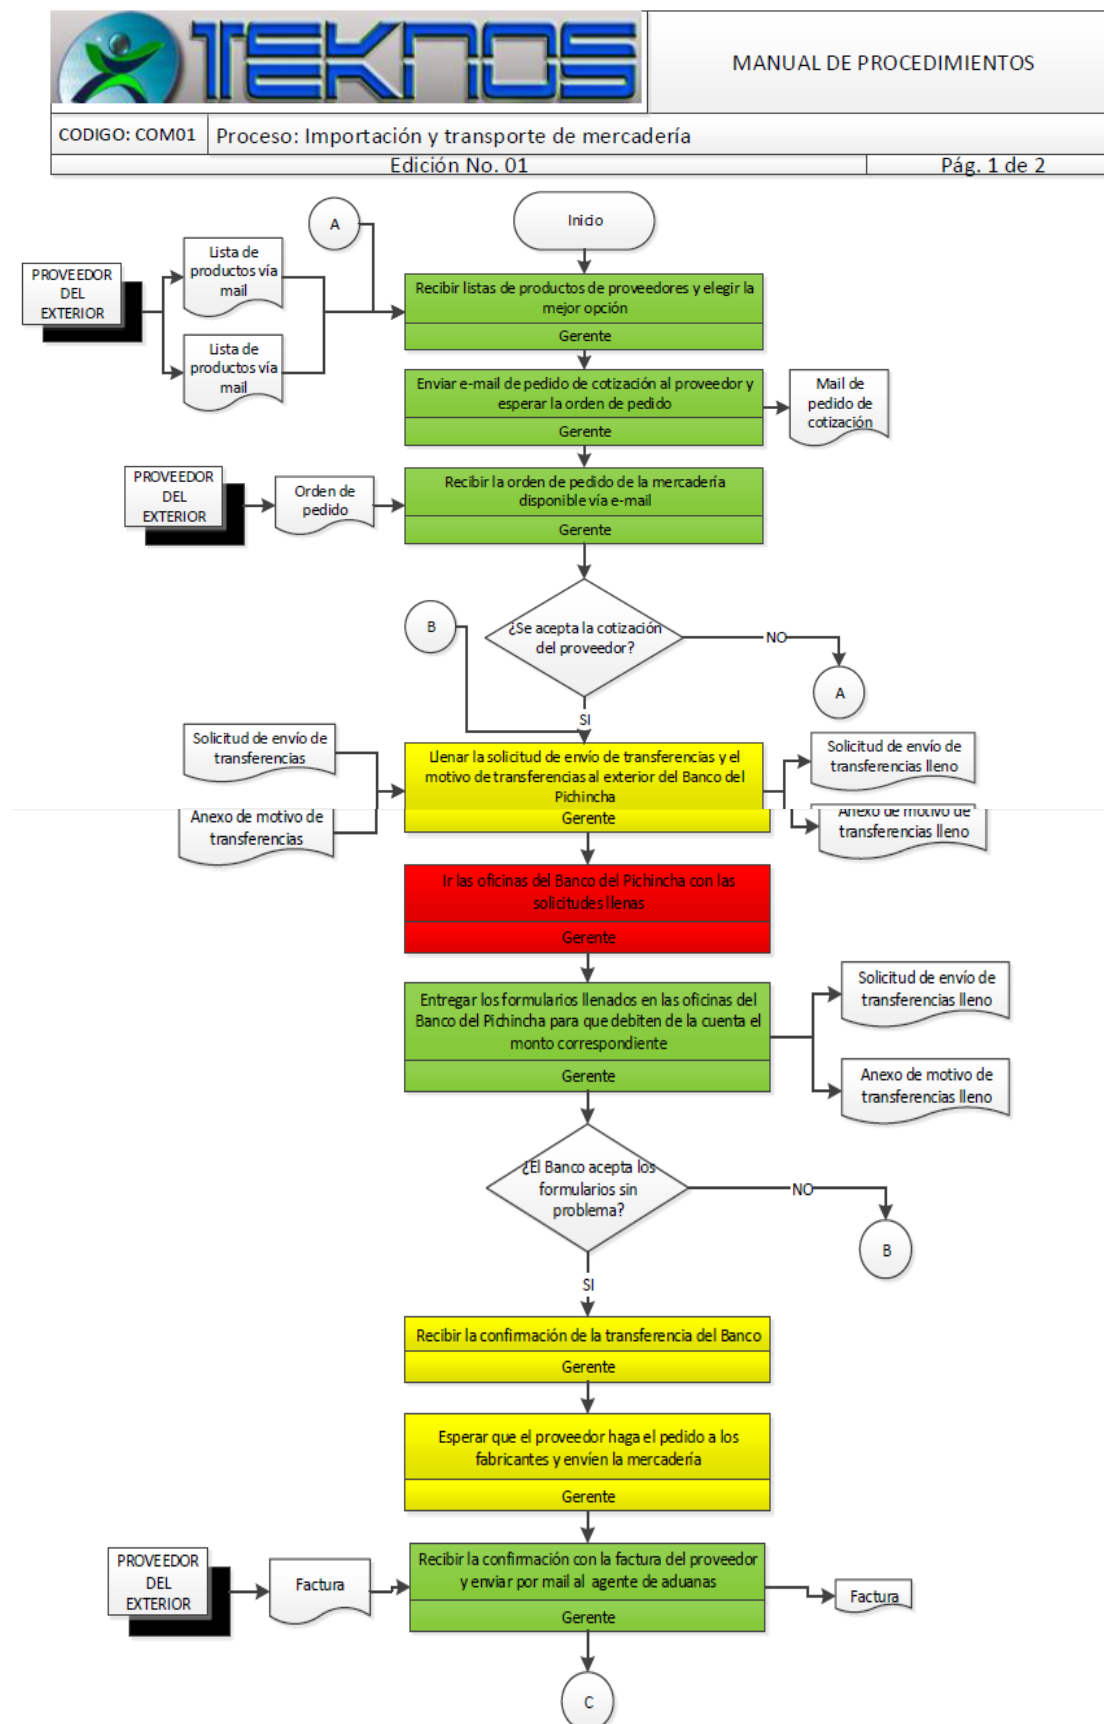 TEKNOS
MANUAL DE PROCEDIMIENTOS
CODIGO: COM01
Proceso: Importación y transporte de mercadería
Edición No. 01
Pág. 1 de 2
A
Inicio
PROVEEDOR
DEL
EXTERIOR
Lista de
productos vía
mail
Lista de
productos vía
mail
Recibir listas de productos de proveedores y elegir la
mejor opción
Gerente
Enviar e-mail de pedido de cotización al proveedor y
esperar la orden de pedido
Gerente
Mail de
pedido de
cotización
PROVEEDOR
DEL
EXTERIOR
Orden de
pedido
Recibir la orden de pedido de la mercadería
disponible vía e-mail
Gerente
B
¿Se acepta la cotización
del proveedor?
NO
A
SI
Solicitud de envío de
transferencias
Anexo de motivo de
transferencias
Llenar la solicitud de envío de transferencias y el
motivo de transferencias al exterior del Banco del
Pichincha
Gerente
Solicitud de envío de
transferencias lleno
Anexo de motivo de
transferencias lleno
Ir las oficinas del Banco del Pichincha con las
solicitudes llenas
Gerente
Entregar los formularios llenados en las oficinas del
Banco del Pichincha para que debiten de la cuenta el
monto correspondiente
Gerente
Solicitud de envío de
transferencias lleno
Anexo de motivo de
transferencias lleno
¿El Banco acepta los
formularios sin
problema?
NO
B
SI
Recibir la confirmación de la transferencia del Banco
Gerente
Esperar que el proveedor haga el pedido a los
fabricantes y envíen la mercadería
Gerente
PROVEEDOR
DEL
EXTERIOR
Factura
Recibir la confirmación con la factura del proveedor
y enviar por mail al agente de aduanas
Gerente
Factura
C